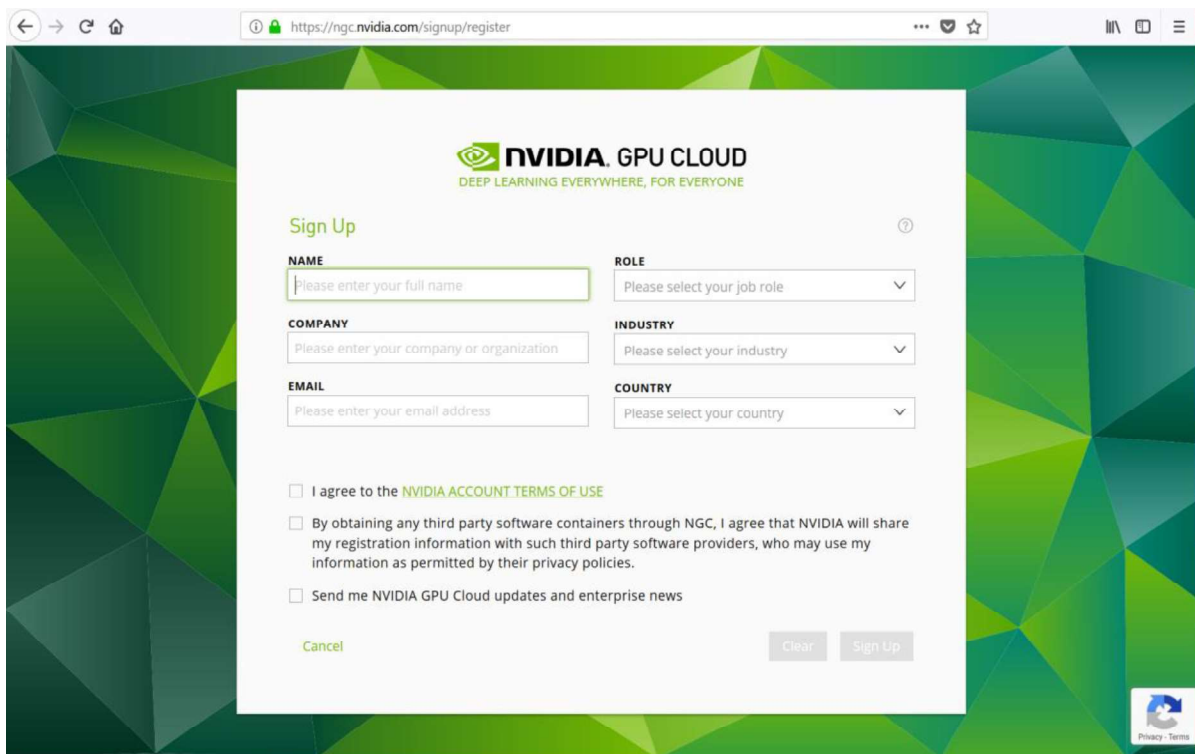 https://ngc.nvidia.com/signup/register
NVIDIA. GPU CLOUD
DEEP LEARNING EVERYWHERE, FOR EVERYONE
Sign Up
NAME
Please enter your full name
ROLE
Please select your job role
COMPANY
Please enter your company or organization
INDUSTRY
Please select your industry
EMAIL
Please enter your email address
COUNTRY
Please select your country
I agree to the NVIDIA ACCOUNT TERMS OF USE
By obtaining any third party software containers through NGC, I agree that NVIDIA will share
my registration information with such third party software providers, who may use my
information as permitted by their privacy policies.
Send me NVIDIA GPU Cloud updates and enterprise news
Cancel
Clear
Sign Up
Privacy - Terms